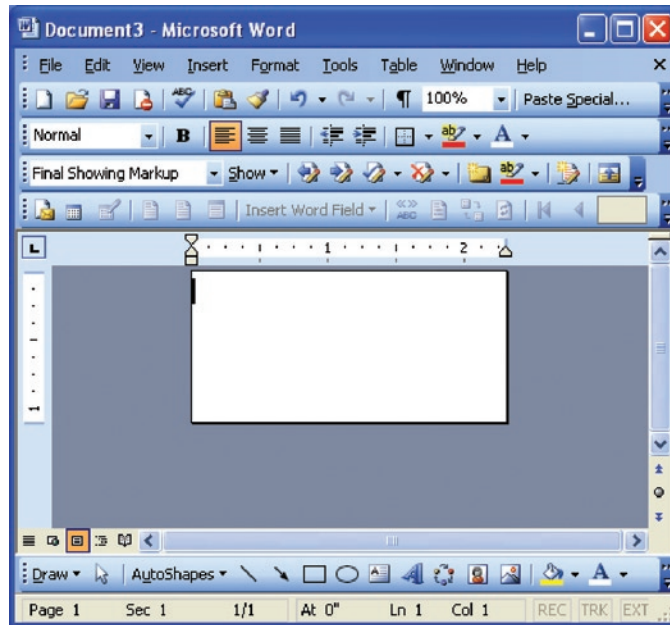 Document3 - Microsoft Word
File Edit View Insert Format Tools Table Window Help
100% Paste Special...
Normal B A
Final Showing Markup Show
Insert Word Field
L 1 2
1
Draw AutoShapes A
Page 1 Sec 1 1/1 At 0" Ln 1 Col 1 REC TRK EXT